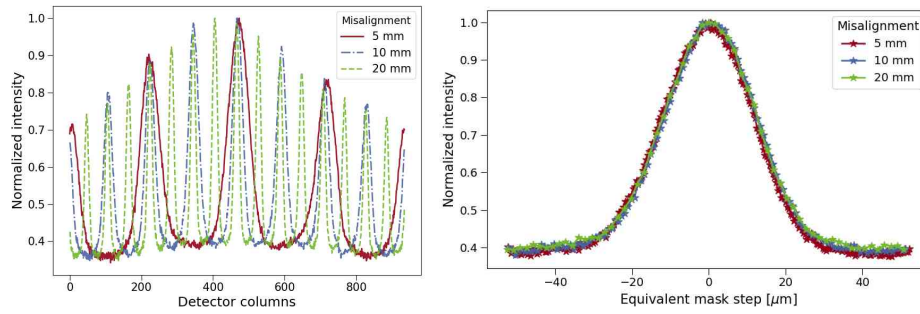 Misalignment
5 mm
10 mm
20 mm
Normalized intensity
1.0
0.9
0.8
0.7
0.6
0.5
0.4
0
200
400
600
800
Detector columns
Misalignment
5 mm
10 mm
20 mm
Normalized intensity
1.0
0.9
0.8
0.7
0.6
0.5
0.4
−40
−20
0
20
40
Equivalent mask step [μm]